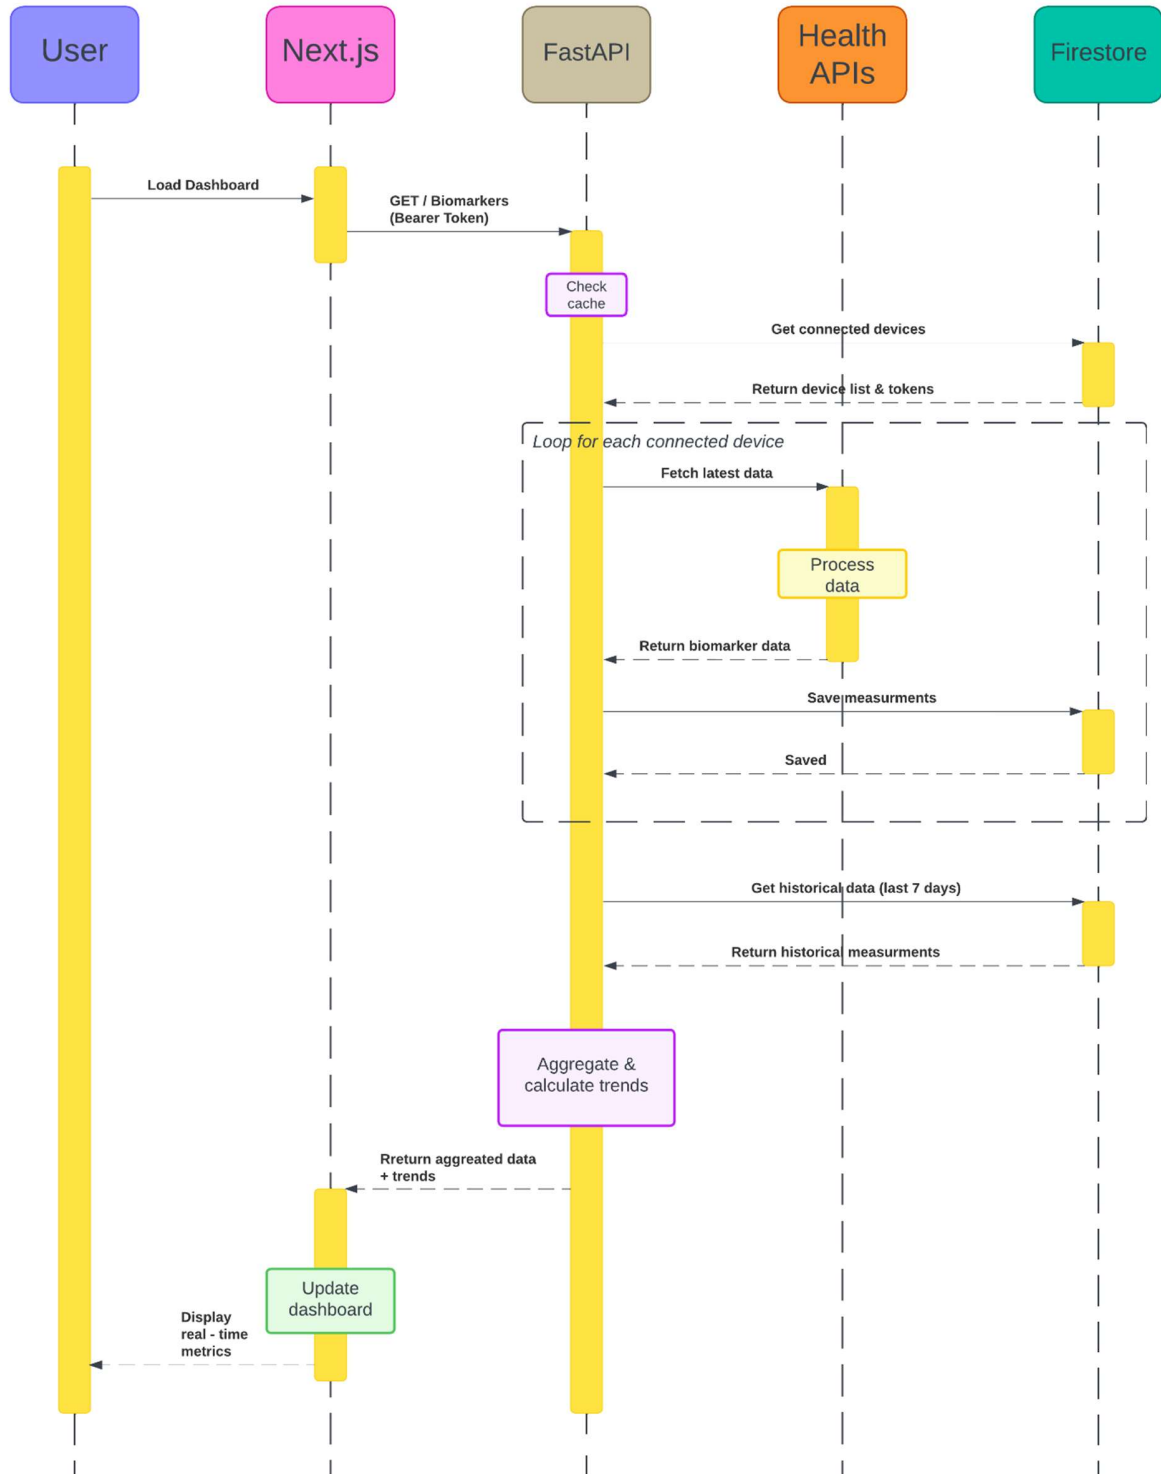 User
Next.js
FastAPI
Health
APIs
Firestore
Load Dashboard
GET / Biomarkers
(Bearer Token)
Check
cache
Get connected devices
Return device list & tokens
Loop for each connected device
Fetch latest data
Process
data
Return biomarker data
Save measurments
Saved
Get historical data (last 7 days)
Return historical measurments
Aggregate &
calculate trends
Rreturn aggreated data
+ trends
Update
dashboard
Display
real - time
metrics